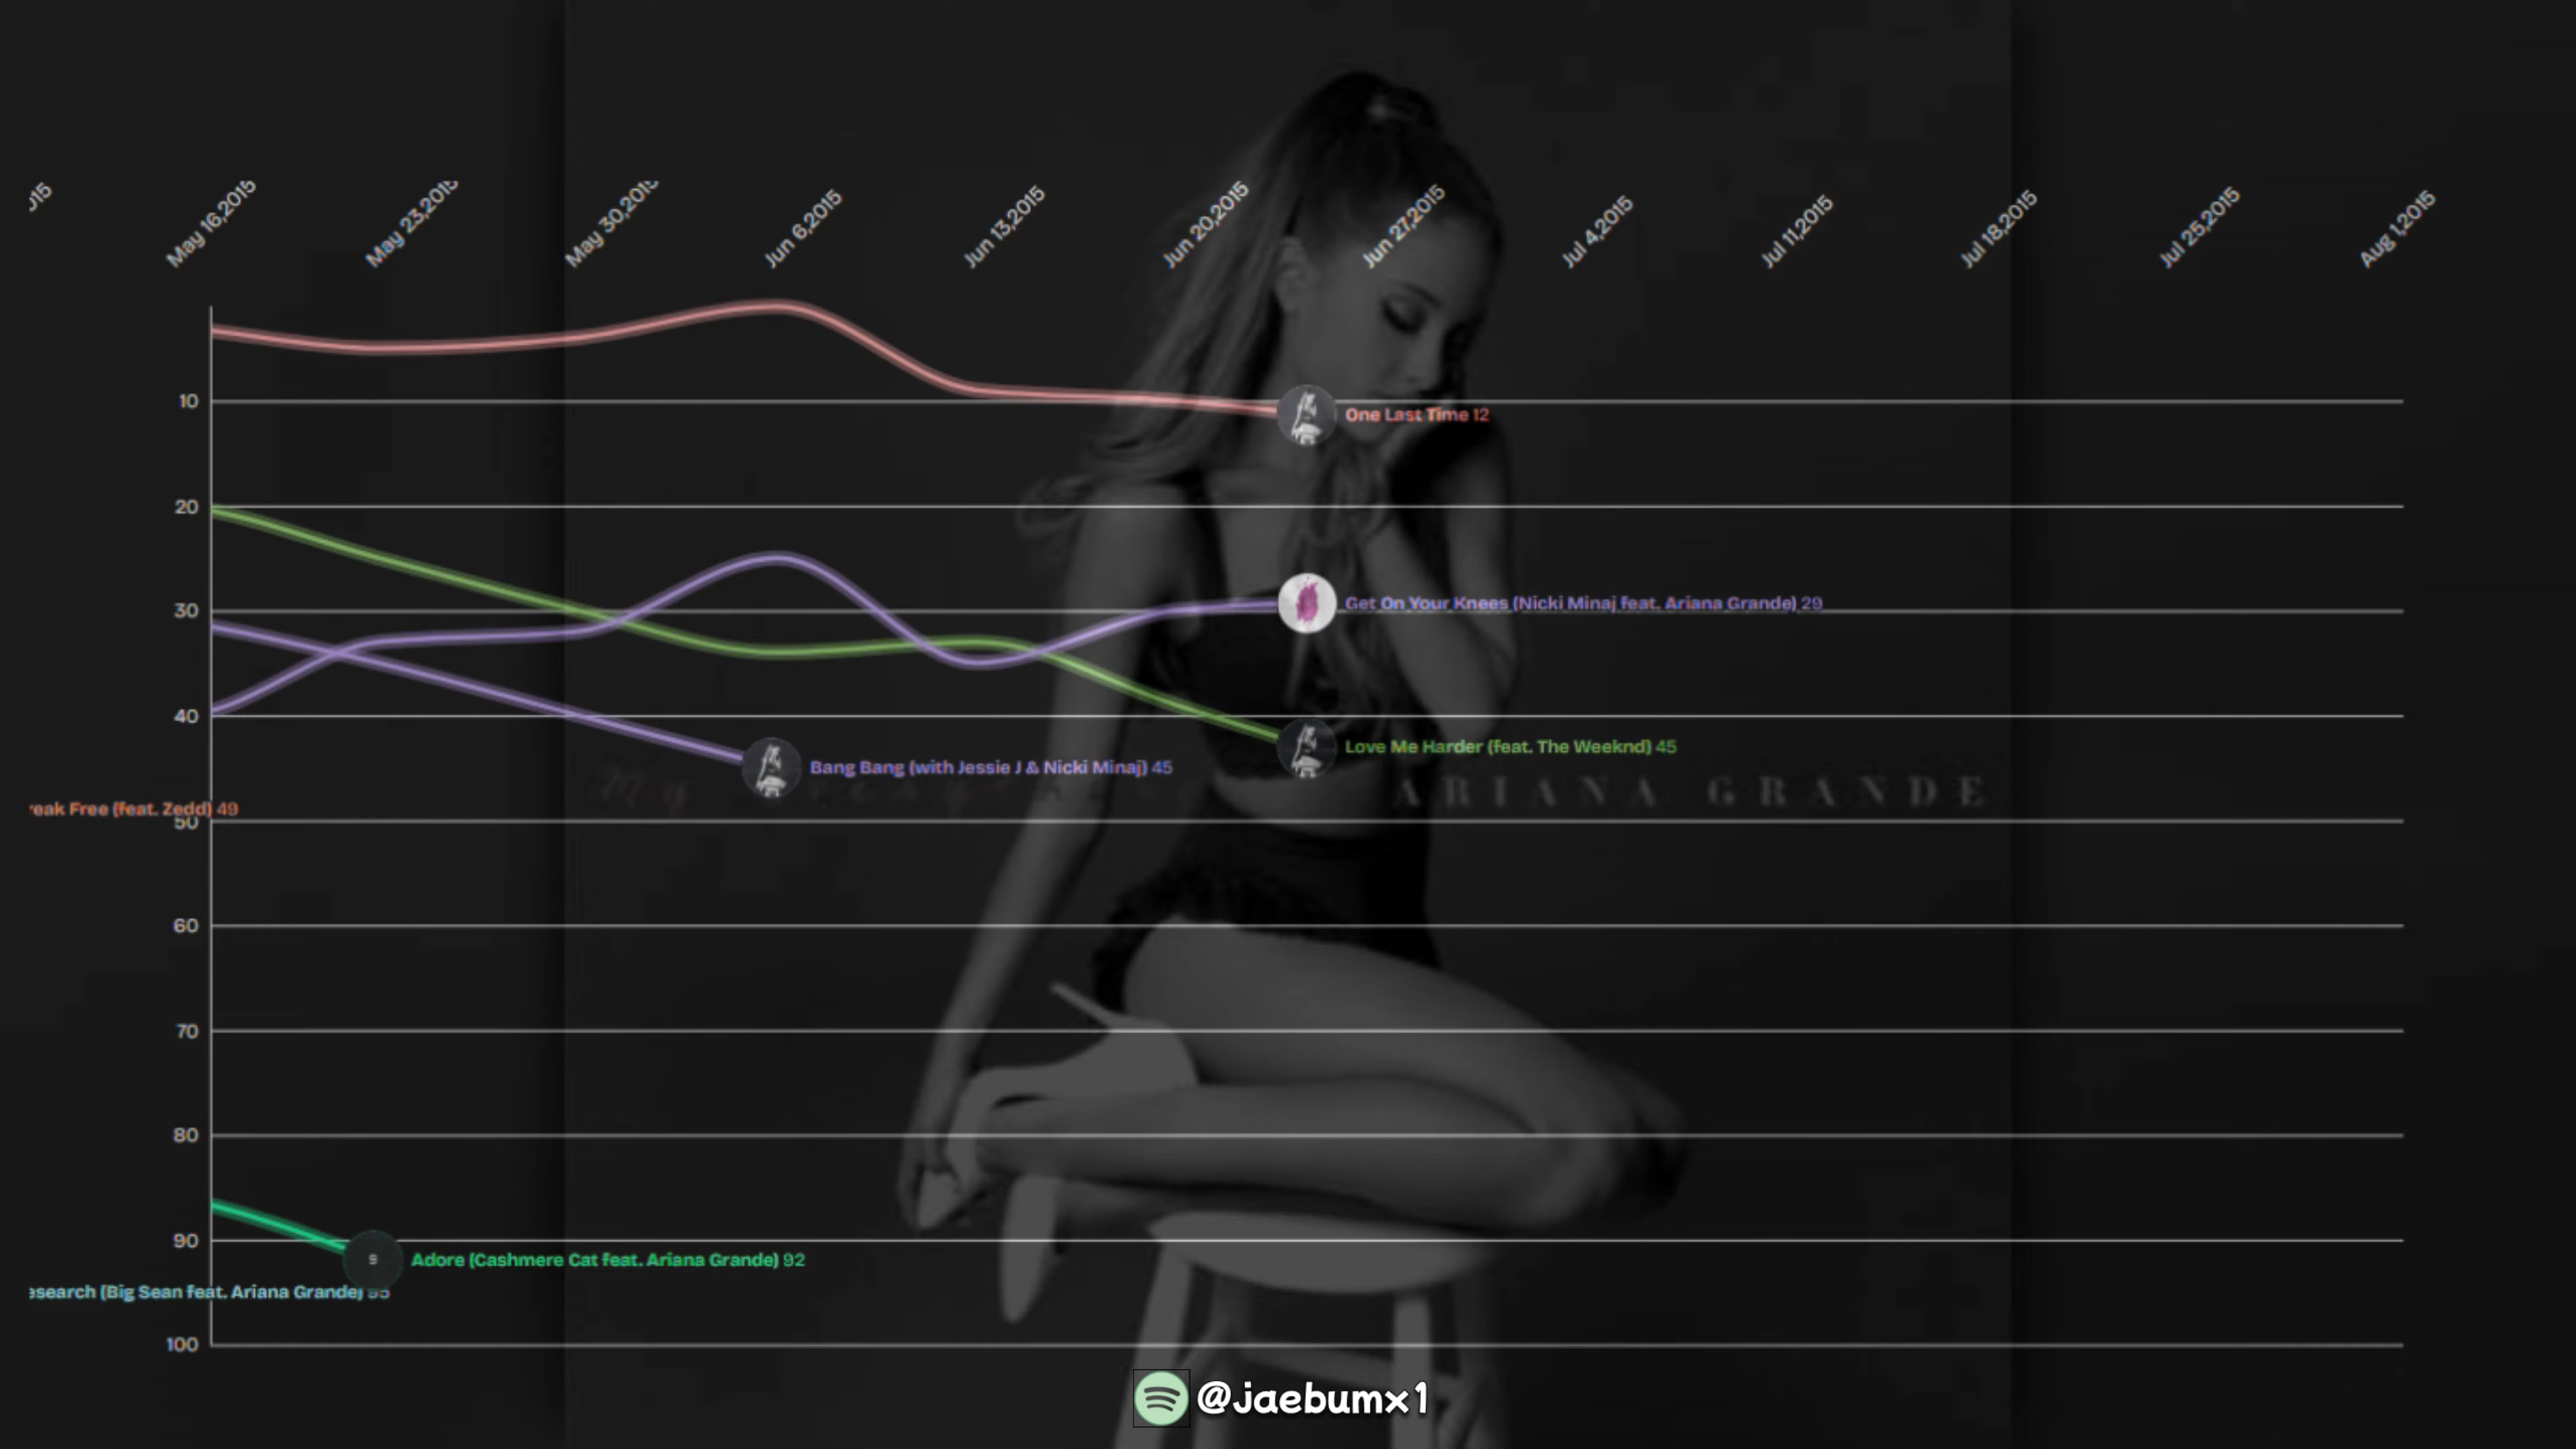 015
May 16,2015
May 23,2015
May 30,2015
Jun 6,2015
Jun 13,2015
Jun 20,2015
Jun 27,2015
Jul 4,2015
Jul 11,2015
Jul 18,2015
Jul 25,2015
Aug 1,2015
10
One Last Time 12
20
30
Get On Your Knees (Nicki Minaj feat. Ariana Grande) 29
40
Love Me Harder (feat. The Weeknd) 45
Bang Bang (with Jessie J & Nicki Minaj) 45
My
ARIANA GRANDE
reak Free (feat. Zedd) 49
50
60
70
80
90
Adore (Cashmere Cat feat. Ariana Grande) 92
esearch (Big Sean feat. Ariana Grande) 95
100
@jaebumx1